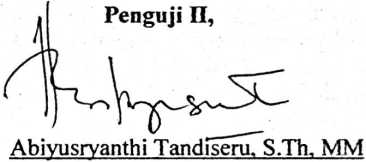 Penguji II,
Abiyusryanthi Tandiseru, S.Th, MM